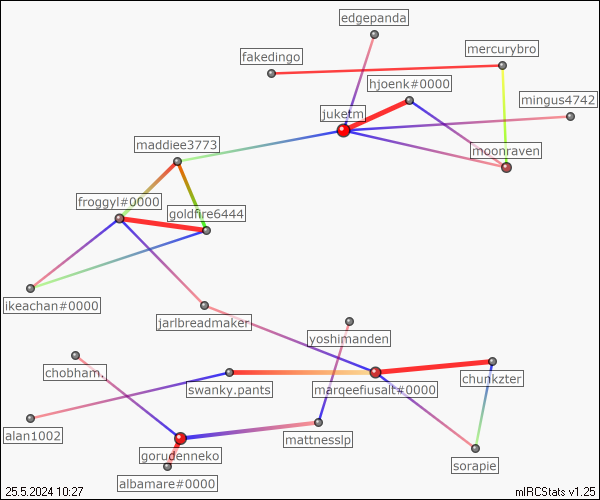 edgepanda
fakedingo
mercurybro
hjoenk#0000
mingus4742
juketm
maddiee3773
moonraven
froggyl#0000
goldfire6444
ikeachan#0000
jarlbreadmaker
yoshimanden
chobham_
swanky.pants
marqeefiusalt#0000
chunkzter
alan1002
mattnesslp
gorudenneko
sorapie
albamare#0000
25.5.2024 10:27
mIRCStats v1.25